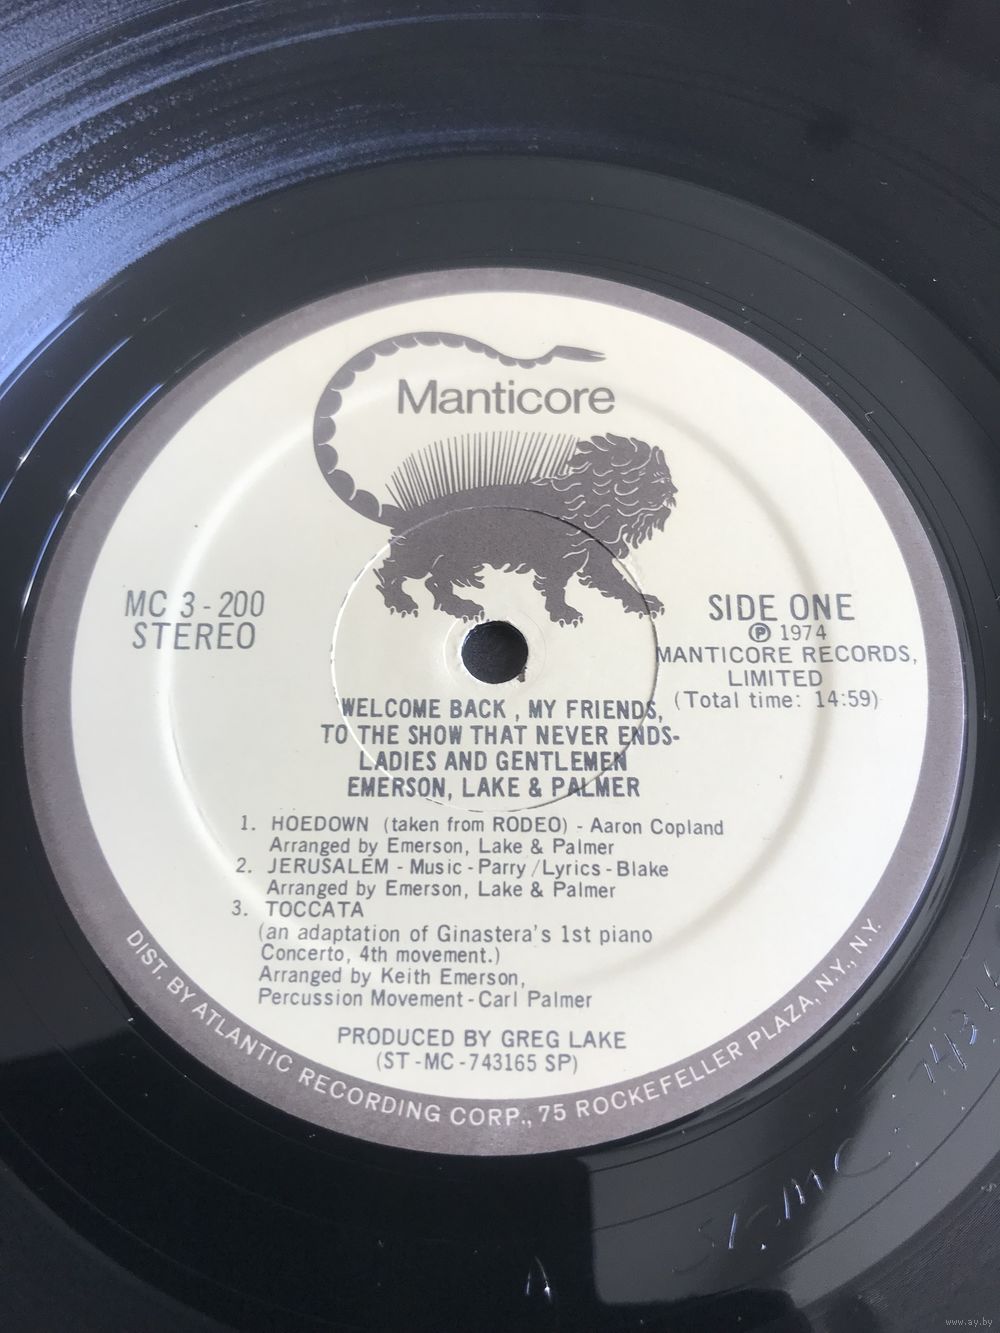 Manticore
MC 3-200
STEREO
SIDE ONE
Ⓟ 1974
MANTICORE RECORDS,
LIMITED
(Total time: 14:59)
WELCOME BACK , MY FRIENDS,
TO THE SHOW THAT NEVER ENDS-
LADIES AND GENTLEMEN
EMERSON, LAKE & PALMER
1. HOEDOWN (taken from RODEO) - Aaron Copland
Arranged by Emerson, Lake & Palmer
2. JERUSALEM - Music - Parry /Lyrics - Blake
Arranged by Emerson, Lake & Palmer
3. TOCCATA
(an adaptation of Ginastera's 1st piano
Concerto, 4th movement.)
Arranged by Keith Emerson,
Percussion Movement - Carl Palmer
PRODUCED BY GREG LAKE
(ST-MC-743165 SP)
DIST. BY ATLANTIC RECORDING CORP., 75 ROCKEFELLER PLAZA, N.Y., N.Y.
www.ay.by